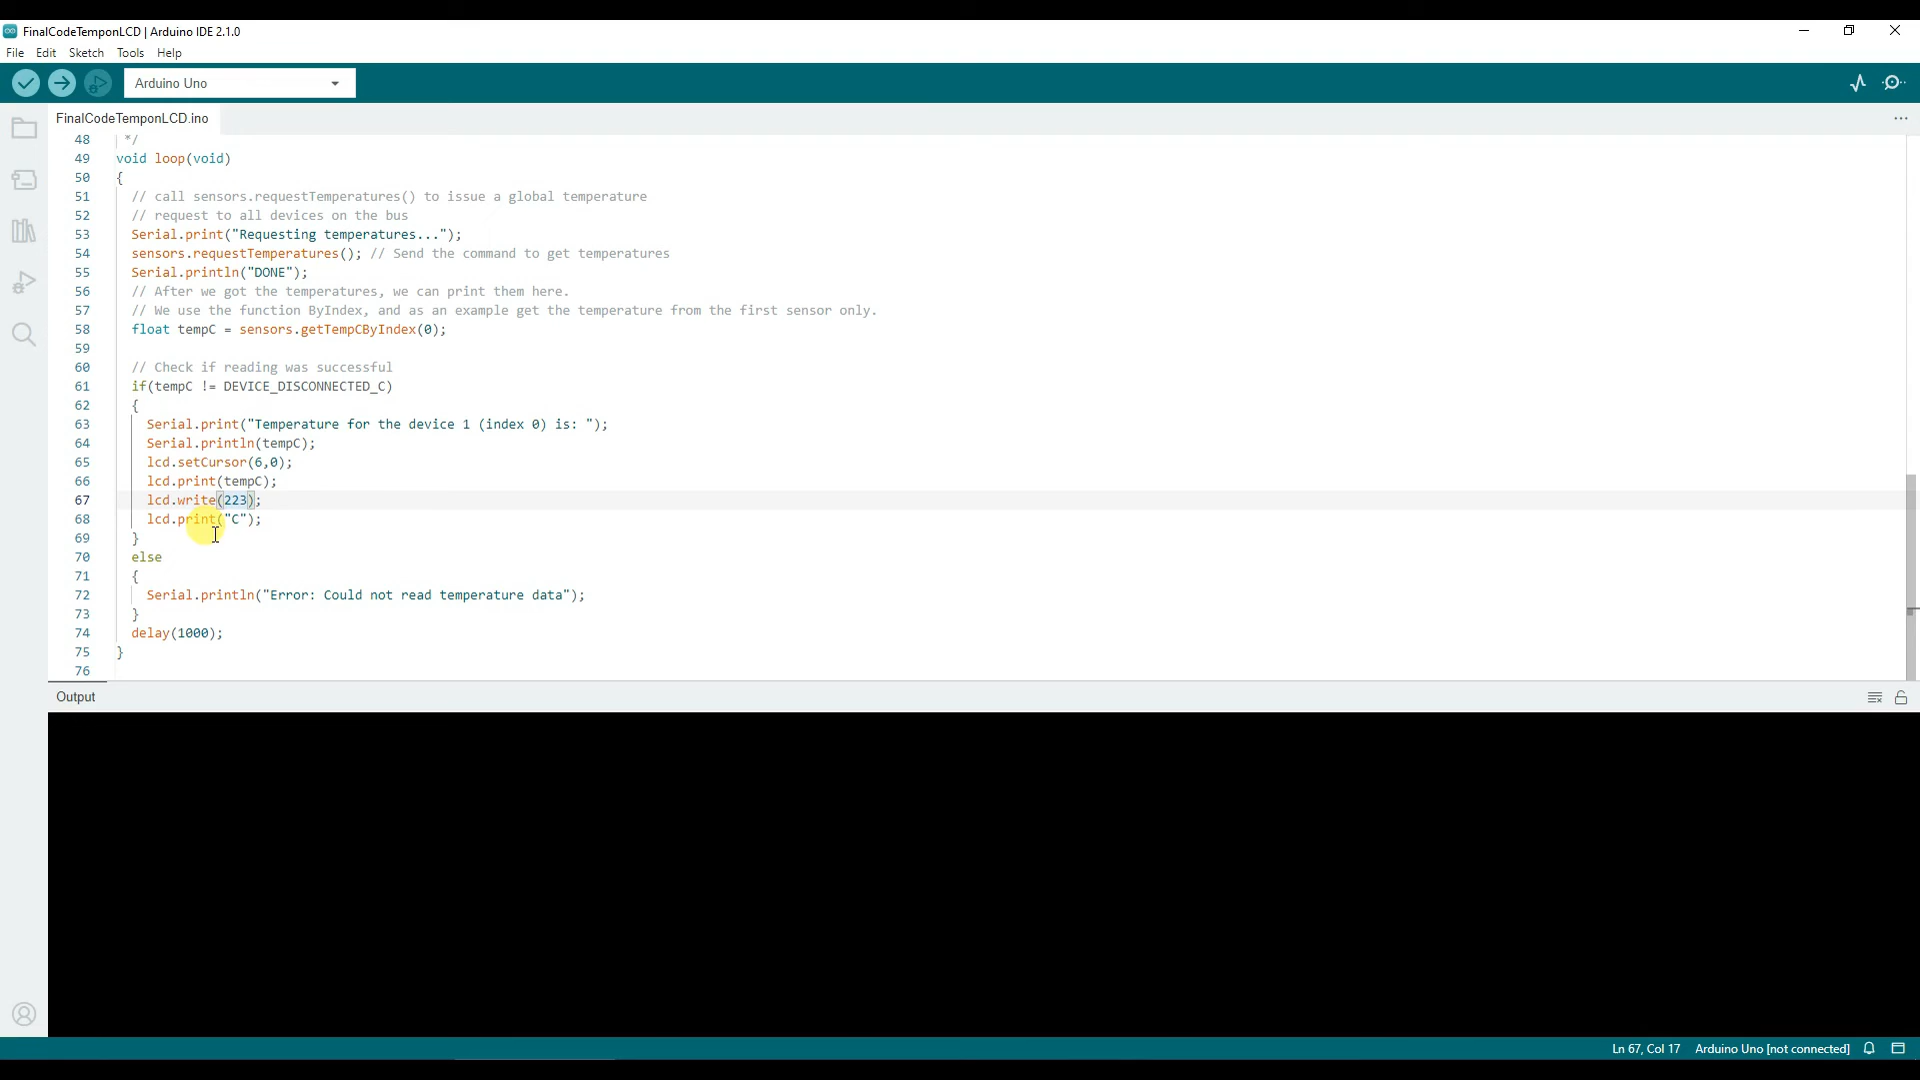 FinalCodeTemponLCD | Arduino IDE 2.1.0
File Edit Sketch Tools Help
Arduino Uno
FinalCodeTemponLCD.ino
48 */
49 void loop(void)
50 {
51 // call sensors.requestTemperatures() to issue a global temperature
52 // request to all devices on the bus
53 Serial.print("Requesting temperatures...");
54 sensors.requestTemperatures(); // Send the command to get temperatures
55 Serial.println("DONE");
56 // After we got the temperatures, we can print them here.
57 // We use the function ByIndex, and as an example get the temperature from the first sensor only.
58 float tempC = sensors.getTempCByIndex(0);
59
60 // Check if reading was successful
61 if(tempC != DEVICE_DISCONNECTED_C)
62 {
63 Serial.print("Temperature for the device 1 (index 0) is: ");
64 Serial.println(tempC);
65 lcd.setCursor(6,0);
66 lcd.print(tempC);
67 lcd.write(223);
68 lcd.print("C");
69 }
70 else
71 {
72 Serial.println("Error: Could not read temperature data");
73 }
74 delay(1000);
75 }
76
Output
Ln 67, Col 17 Arduino Uno [not connected]